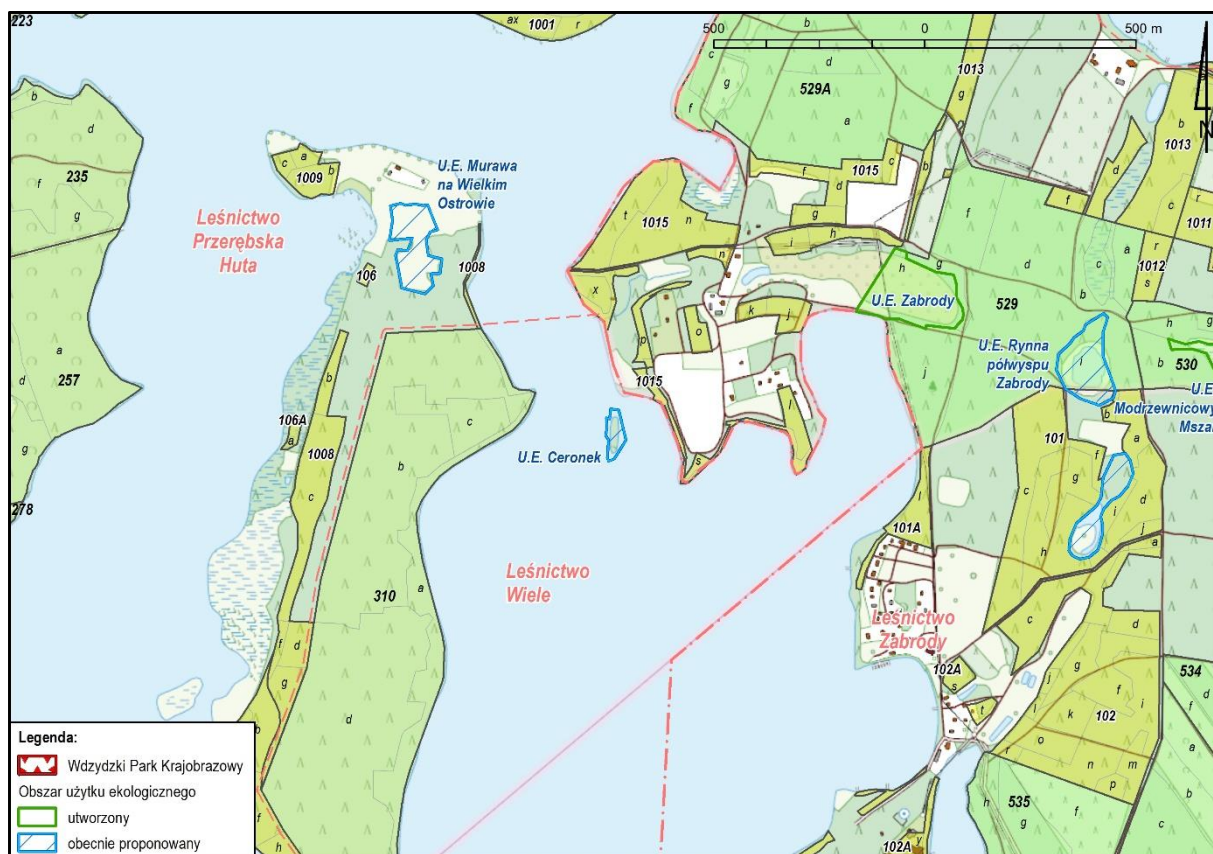 223
ax
r
1001
500
0
500 m
N
b
c
d
g
529A
f
a
1013
g
b
1013
d
c
r
1011
f
b
d
235
f
g
a
d
257
g
278
c
a
b
1009
U.E. Murawa
na Wielkim
Ostrowie
Leśnictwo
Przerębska
Huta
106
1008
b
106A
a
1008
c
c
b
a
310
f
d
g
b
d
h
t
n
1015
f
d
1015
c
b
g
i
h
n
x
k
j
p
o
1015
l
s
h
g
U.E. Zabrody
f
d
529
a
c
b
r
1012
s
h
g
b
530
j
U.E. Rynna
półwyspu
Zabrody
l
U.E.
Modrzewnicowy
Mszar
U.E. Ceronek
101
b
a
f
c
g
i
d
h
j
a
l
101A
Leśnictwo
Wiele
Leśnictwo
Zabrody
c
d
g
102A
s
j
f
t
l
k
i
102
r
o
n
m
p
534
d
a
b
f
c
h
535
f
g
102A
y
Legenda:
Wdzydzki Park Krajobrazowy
Obszar użytku ekologicznego
utworzony
obecnie proponowany